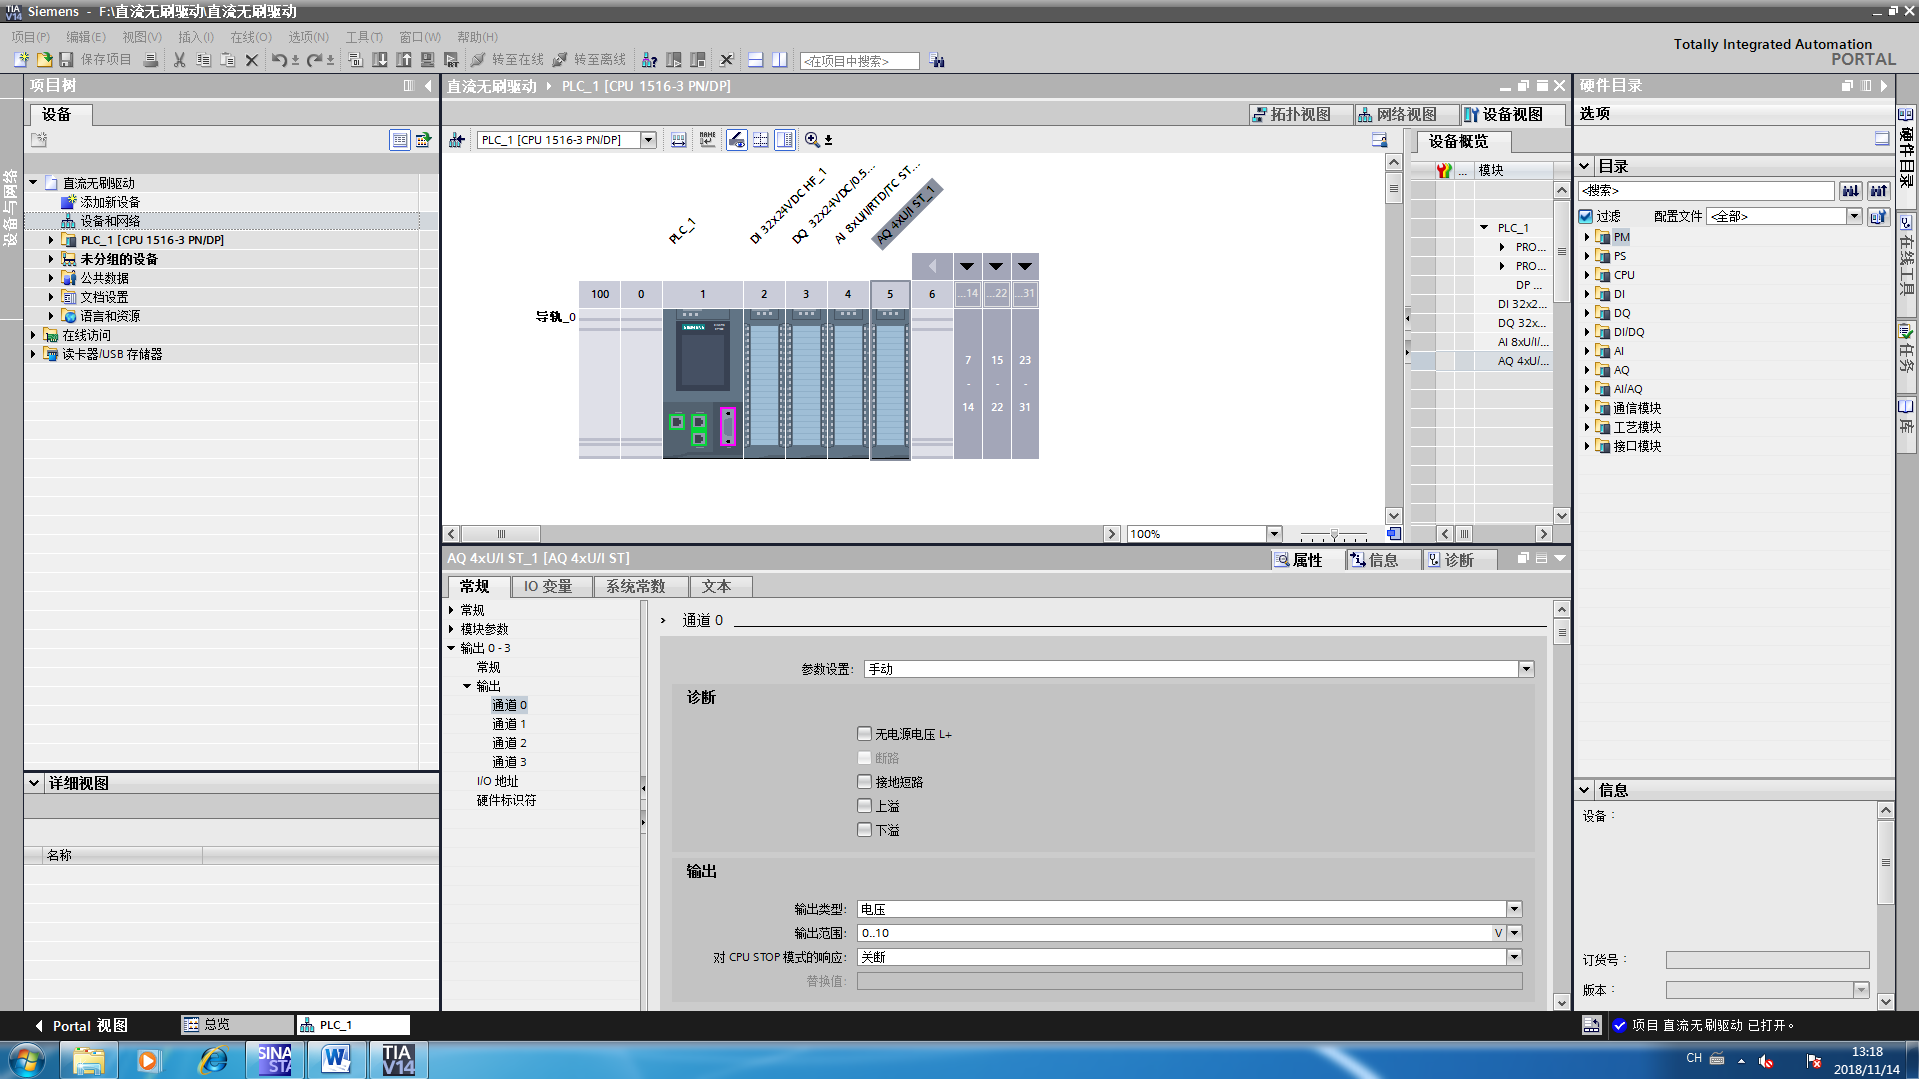 Siemens - F:\直流无刷驱动\直流无刷驱动
项目(P) 编辑(E) 视图(V) 插入(I) 在线(O) 选项(N) 工具(T) 窗口(W) 帮助(H)
保存项目 转至在线 转至离线 <在项目中搜索>
Totally Integrated Automation
PORTAL
项目树
设备
设备与网络
直流无刷驱动
添加新设备
设备和网络
PLC_1 [CPU 1516-3 PN/DP]
未分组的设备
公共数据
文档设置
语言和资源
在线访问
读卡器/USB 存储器
详细视图
名称
直流无刷驱动 PLC_1 [CPU 1516-3 PN/DP]
拓扑视图 网络视图 设备视图
PLC_1 [CPU 1516-3 PN/DP]
PLC_1
DI 32x24VDC HF_1
DQ 32x24VDC/0.5...
AI 8xU/I/RTD/TC ST...
AQ 4xU/I ST_1
...14 ...22 ...31
100 0 1 2 3 4 5 6
导轨_0
SIEMENS
7 15 23
- - -
14 22 31
100%
设备概览
... 模块
PLC_1
PRO...
PRO...
DP ...
DI 32x2...
DQ 32x...
AI 8xU/I/...
AQ 4xU/...
AQ 4xU/I ST_1 [AQ 4xU/I ST]
属性 信息 诊断
常规 IO 变量 系统常数 文本
常规
模块参数
输出 0 - 3
常规
输出
通道 0
通道 1
通道 2
通道 3
I/O 地址
硬件标识符
通道 0
参数设置: 手动
诊断
无电源电压 L+
断路
接地短路
上溢
下溢
输出
输出类型: 电压
输出范围: 0..10 V
对 CPU STOP 模式的响应: 关断
替换值:
硬件目录
选项
目录
<搜索>
过滤 配置文件 <全部>
PM
PS
CPU
DI
DQ
DI/DQ
AI
AQ
AI/AQ
通信模块
工艺模块
接口模块
信息
设备：
订货号：
版本：
硬件目录
在线工具
任务
库
Portal 视图 总览 PLC_1
项目 直流无刷驱动 已打开。
SINA
STA
TIA
V14
CH
13:18
2018/11/14